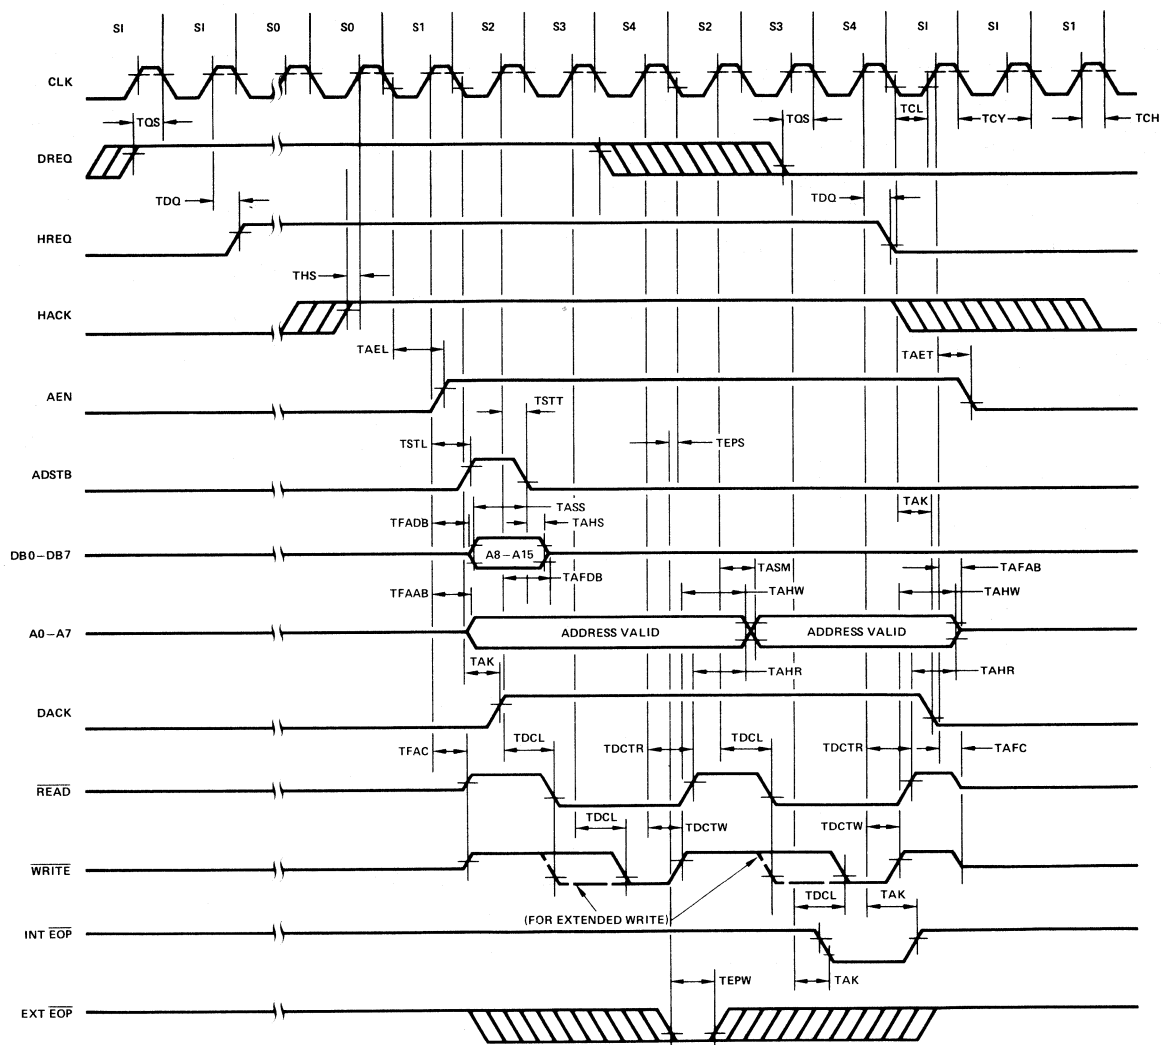 SI SI S0 S0 S1 S2 S3 S4 S2 S3 S4 SI SI S1
CLK
TCL
TQS TQS TCY TCH
DREQ
TDQ TDQ
HREQ
THS
HACK
TAEL TAET
AEN
TSTT
TSTL TEPS
ADSTB
TAK
TASS
TFADB TAHS
DB0–DB7 A8–A15
TASM TAFAB
TAFDB
TFAAB TAHW TAHW
A0–A7 ADDRESS VALID ADDRESS VALID
TAK TAHR TAHR
DACK
TDCL TDCL
TFAC TDCTR TDCTR TAFC
READ
TDCL TDCTW TDCTW
WRITE
TDCL TAK
(FOR EXTENDED WRITE)
INT EOP
TEPW TAK
EXT EOP